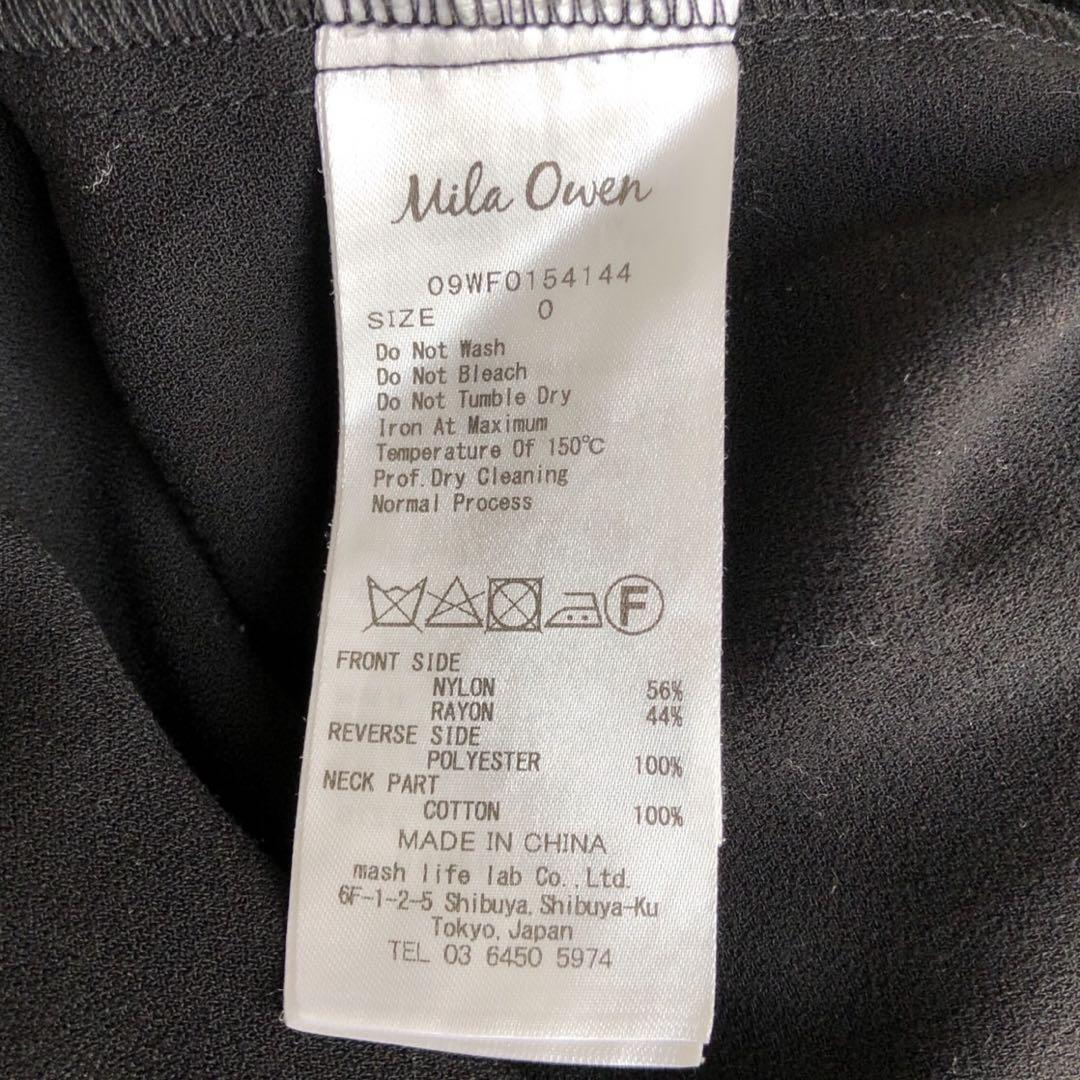 Mila Owen
09WF0154144
SIZE 0
Do Not Wash
Do Not Bleach
Do Not Tumble Dry
Iron At Maximum
Temperature Of 150℃
Prof.Dry Cleaning
Normal Process
F
FRONT SIDE
NYLON 56%
RAYON 44%
REVERSE SIDE
POLYESTER 100%
NECK PART
COTTON 100%
MADE IN CHINA
mash life lab Co.,Ltd.
6F-1-2-5 Shibuya, Shibuya-Ku
Tokyo, Japan
TEL 03 6450 5974